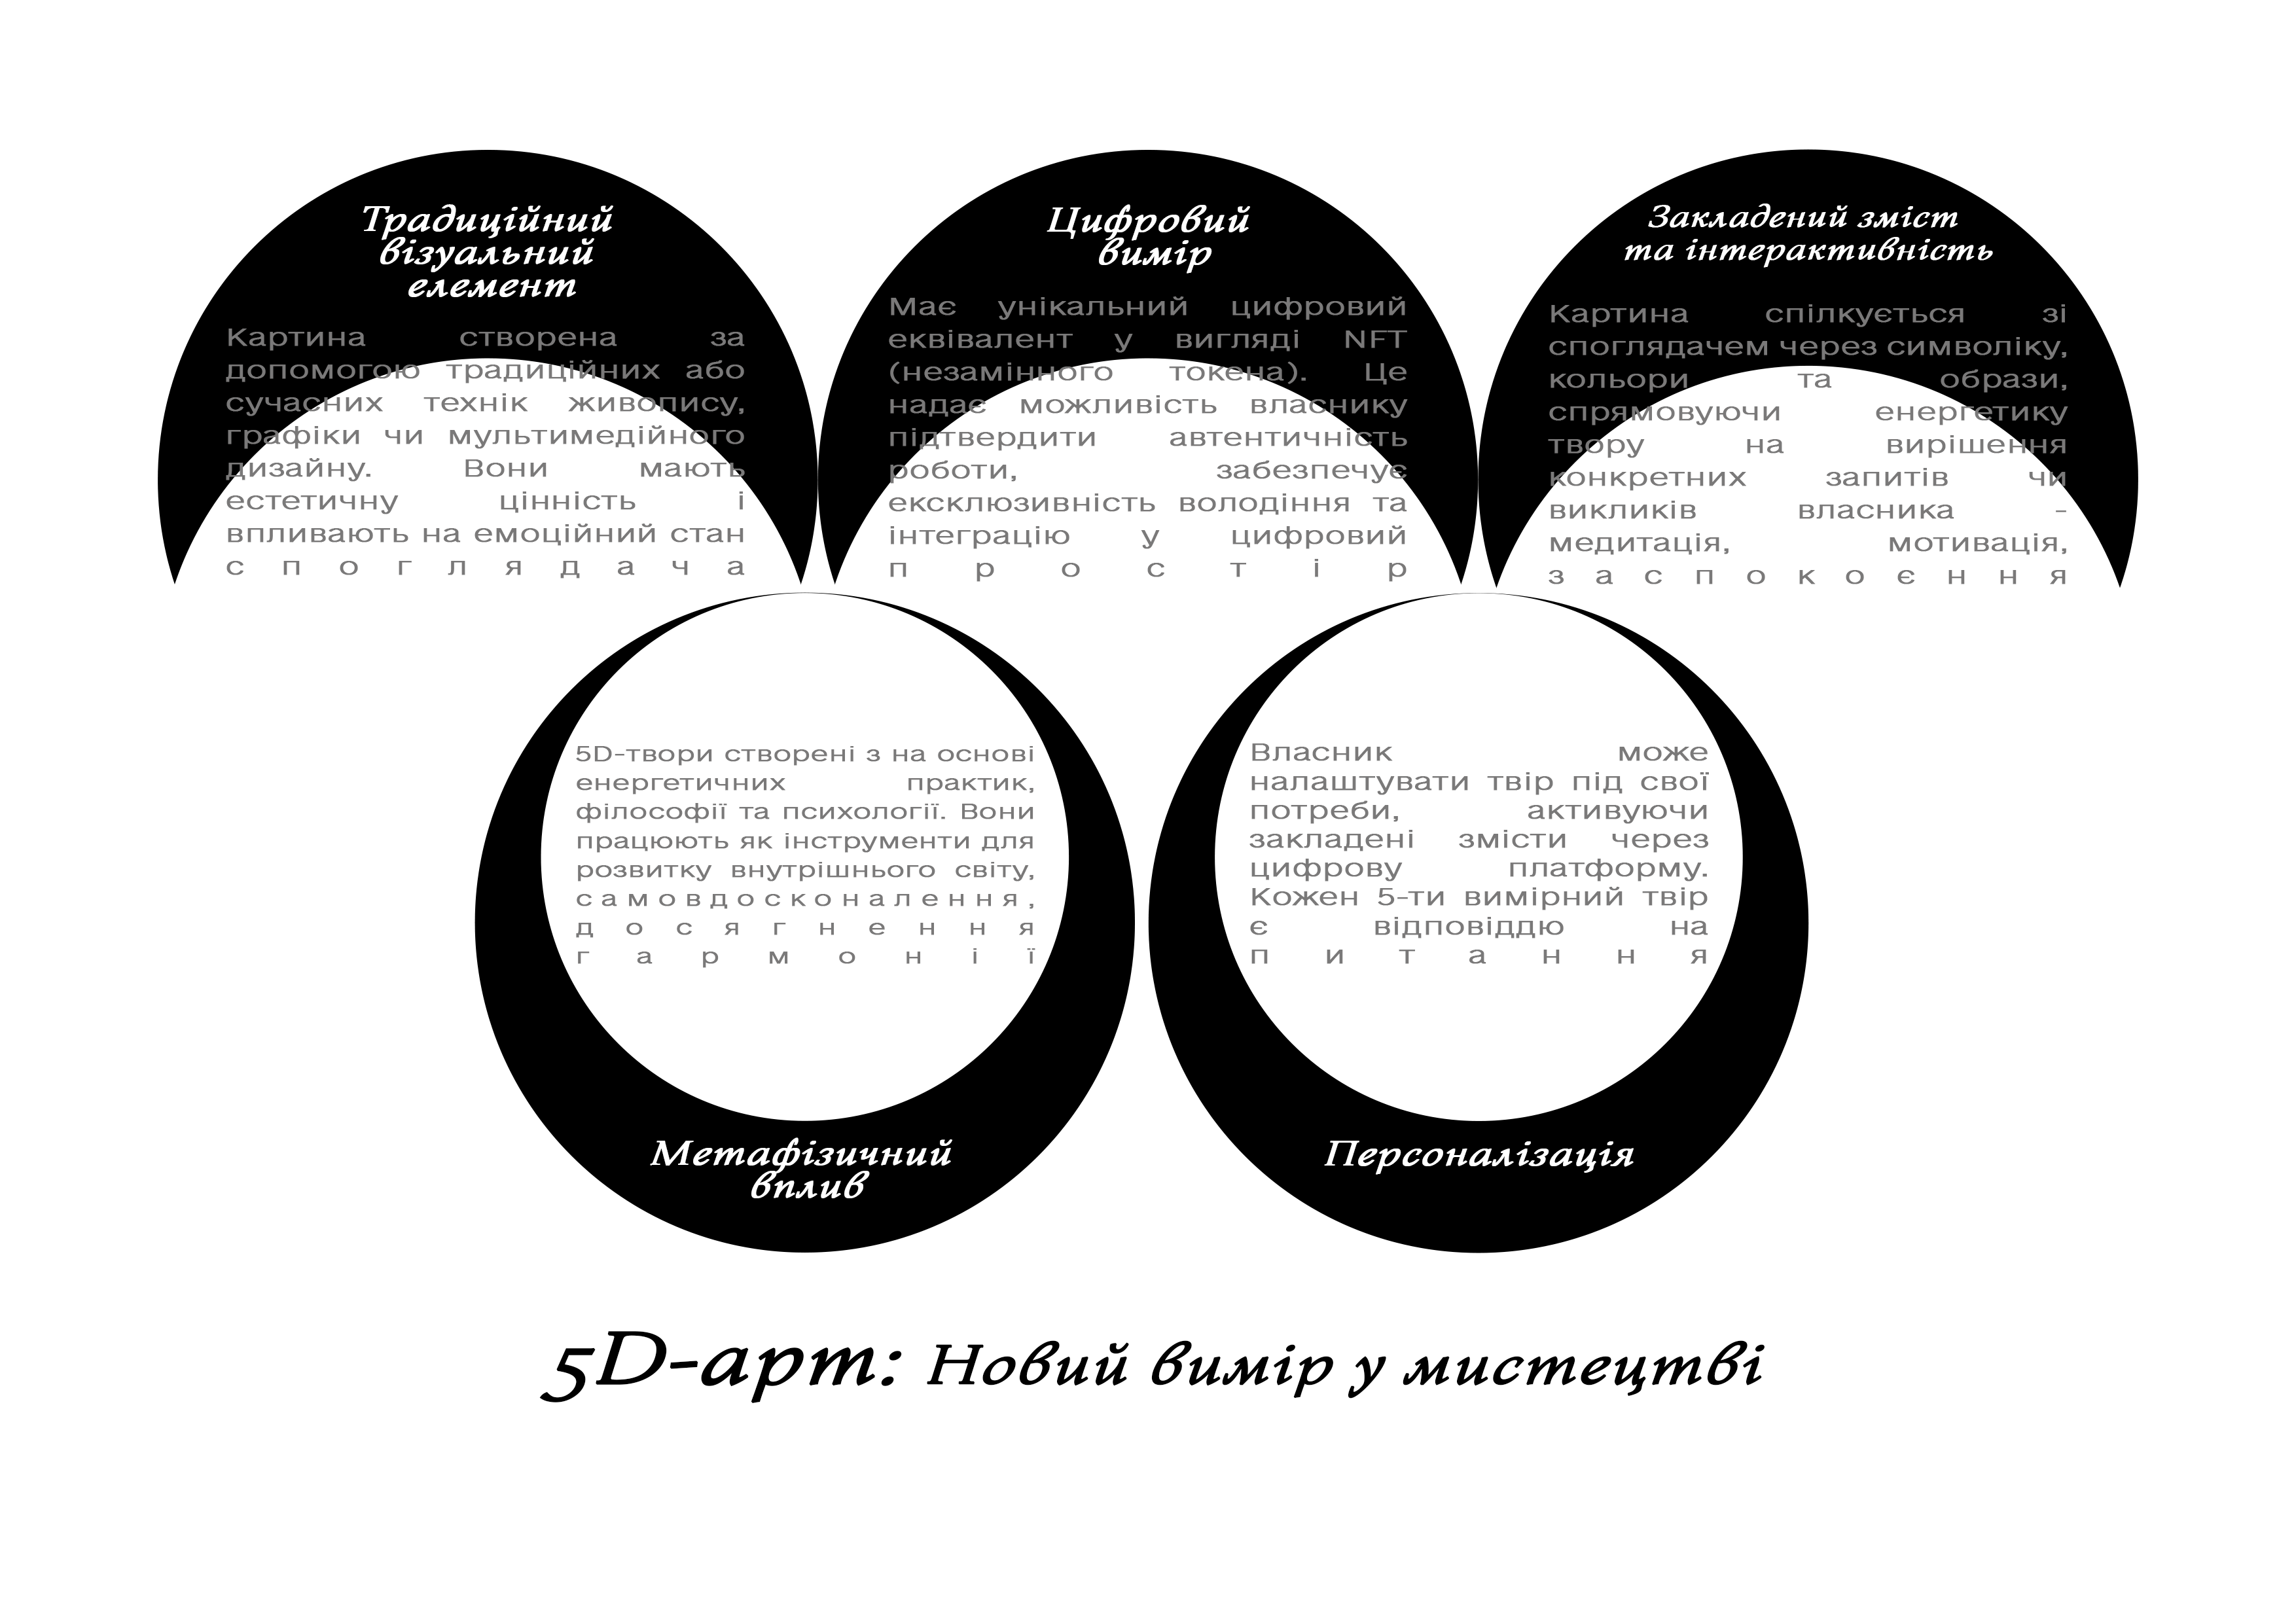 Традиційний
візуальний
елемент
Картина створена за
допомогою традиційних або
сучасних технік живопису,
графіки чи мультимедійного
дизайну. Вони мають
естетичну цінність і
впливають на емоційний стан
споглядача
Цифровий
вимір
Має унікальний цифровий
еквівалент у вигляді NFT
(незамінного токена). Це
надає можливість власнику
підтвердити автентичність
роботи, забезпечує
ексклюзивність володіння та
інтеграцію у цифровий
простір
Закладений зміст
та інтерактивність
Картина спілкується зі
споглядачем через символіку,
кольори та образи,
спрямовуючи енергетику
твору на вирішення
конкретних запитів чи
викликів власника -
медитація, мотивація,
заспокоєння
5D-твори створені з на основі
енергетичних практик,
філософії та психології. Вони
працюють як інструменти для
розвитку внутрішнього світу,
самовдосконалення,
досягнення
гармонії
Метафізичний
вплив
Власник може
налаштувати твір під свої
потреби, активуючи
закладені змісти через
цифрову платформу.
Кожен 5-ти вимірний твір
є відповіддю на
питання
Персоналізація
5D-арт: Новий вимір у мистецтві